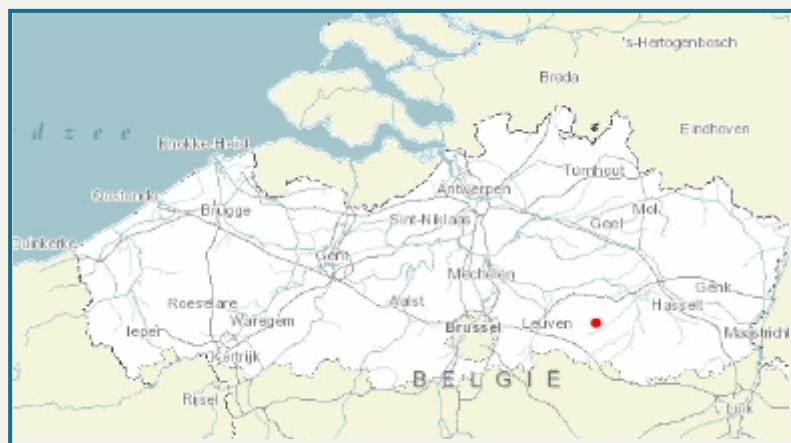 's-Hertogenbosch
Breda
Eindhoven
d z e e
Knokke-Heist
Turnhout
Antwerpen
Oostende
Mol
Brugge
Sint-Niklaas
Geel
Duinkerke
Gent
Mechelen
Genk
Roeselare
Aalst
Hasselt
Waregem
Brussel
Leuven
Ieper
Maastricht
Kortrijk
BELGIË
Rijsel
Luik